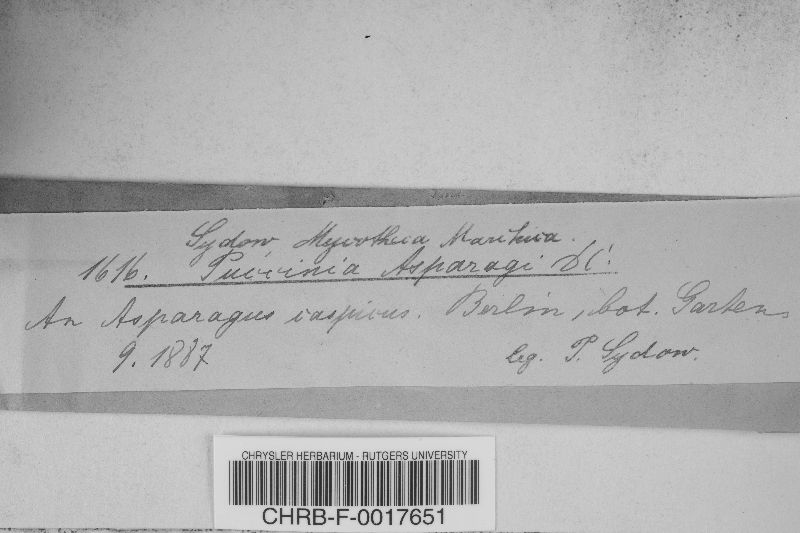 Sydow Mycotheca Marchica.
1616. Puccinia Asparagi DC.
An Asparagus caspicus. Berlin, bot. Garten.
9. 1887 leg. P. Sydow.
CHRYSLER HERBARIUM - RUTGERS UNIVERSITY
CHRB-F-0017651